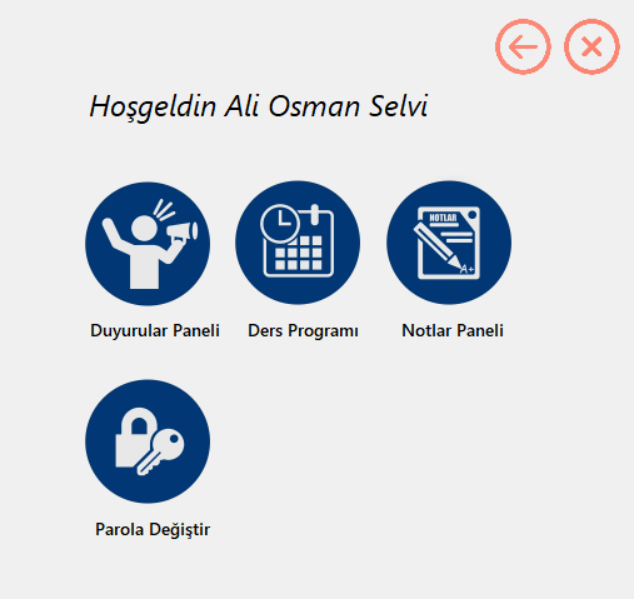 Hoşgeldin Ali Osman Selvi
NOTLAR
A+
Duyurular Paneli
Ders Programı
Notlar Paneli
Parola Değiştir